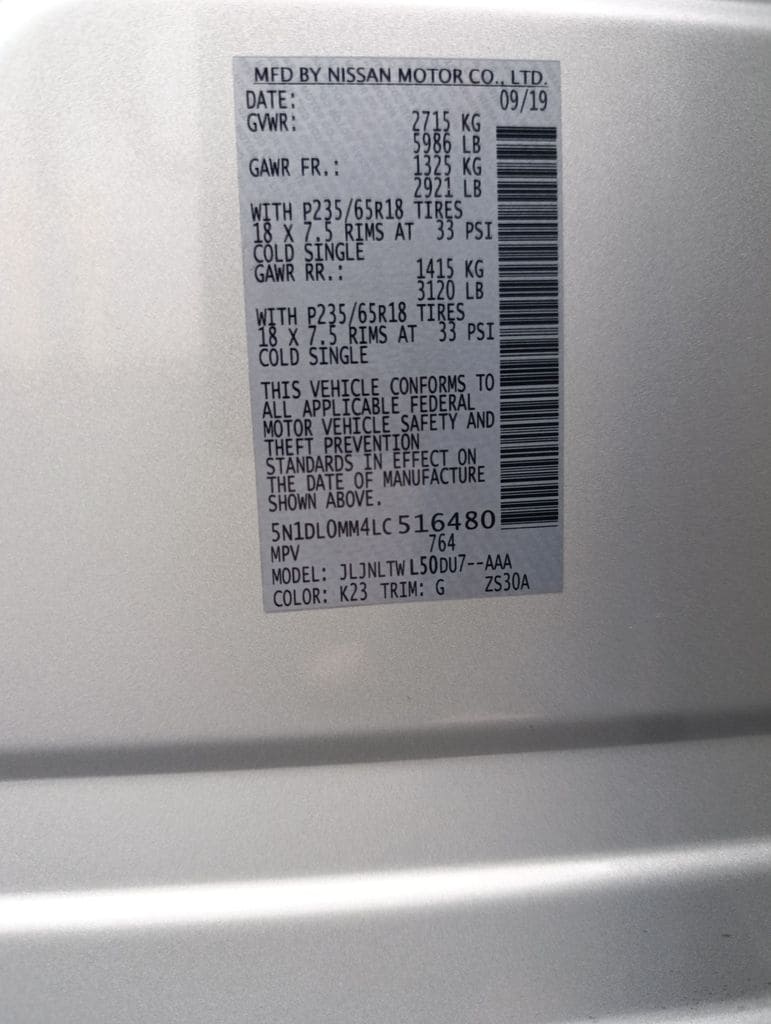 MFD BY NISSAN MOTOR CO., LTD.
DATE: 09/19
GVWR: 2715 KG
5986 LB
GAWR FR.: 1325 KG
2921 LB
WITH P235/65R18 TIRES
18 X 7.5 RIMS AT 33 PSI
COLD SINGLE
GAWR RR.: 1415 KG
3120 LB
WITH P235/65R18 TIRES
18 X 7.5 RIMS AT 33 PSI
COLD SINGLE
THIS VEHICLE CONFORMS TO
ALL APPLICABLE FEDERAL
MOTOR VEHICLE SAFETY AND
THEFT PREVENTION
STANDARDS IN EFFECT ON
THE DATE OF MANUFACTURE
SHOWN ABOVE.
5N1DL0MM4LC516480
MPV 764
MODEL: JLJNLTWL50DU7--AAA
COLOR: K23 TRIM: G ZS30A